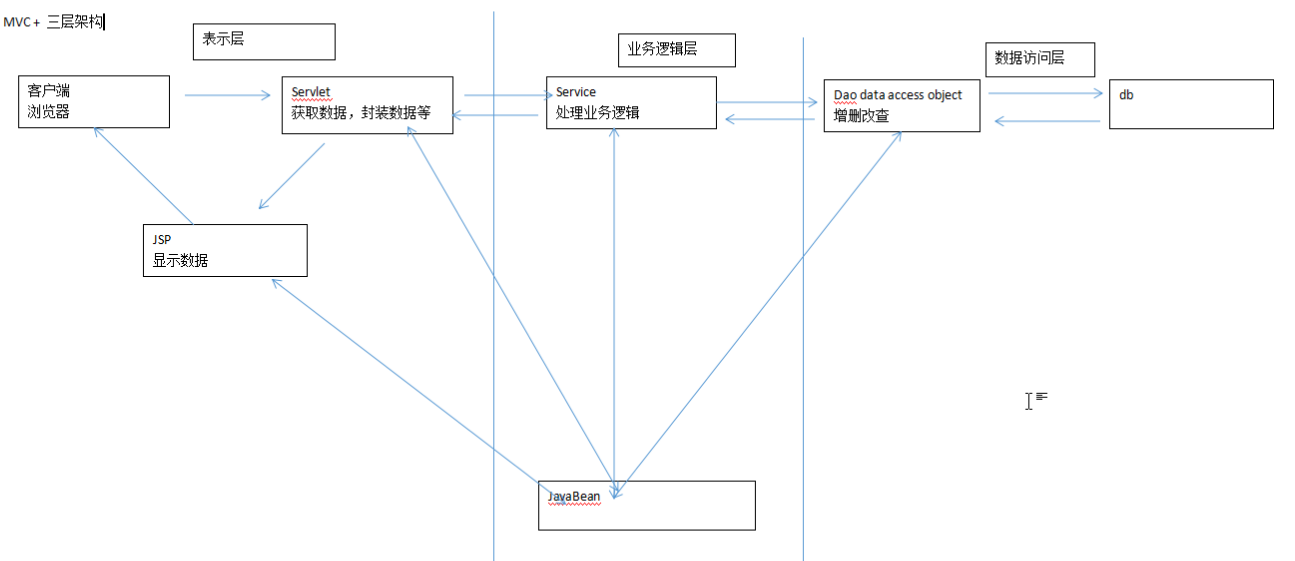 MVC + 三层架构
表示层
业务逻辑层
数据访问层
客户端
浏览器
Servlet
获取数据，封装数据等
Service
处理业务逻辑
Dao data access object
增删改查
db
JSP
显示数据
JavaBean